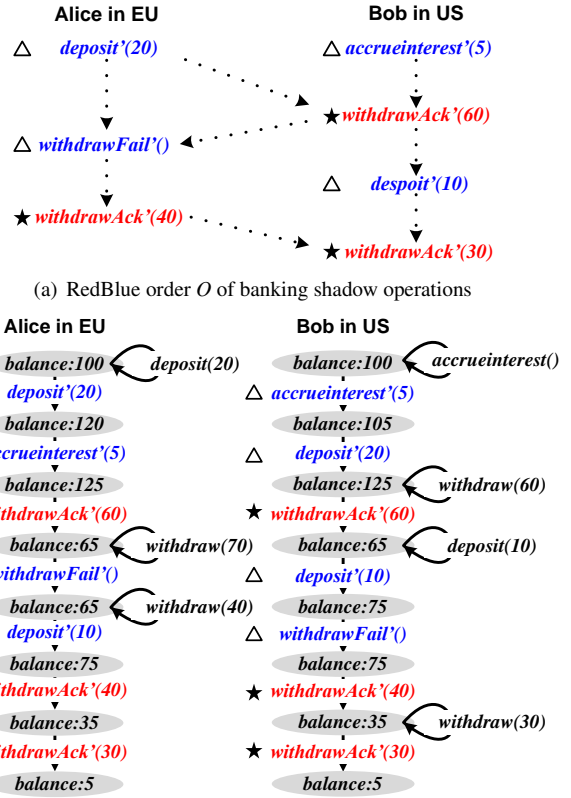 Alice in EU Bob in US
△ deposit’(20) △ accrueinterest’(5)
★ withdrawAck’(60)
△ withdrawFail’()
△ despoit’(10)
★ withdrawAck’(40)
★ withdrawAck’(30)
(a) RedBlue order O of banking shadow operations
Alice in EU Bob in US
balance:100 deposit(20) balance:100 accrueinterest()
deposit’(20) △ accrueinterest’(5)
balance:120 balance:105
ccrueinterest’(5) △ deposit’(20)
balance:125 balance:125 withdraw(60)
ithdrawAck’(60) ★ withdrawAck’(60)
balance:65 withdraw(70) balance:65 deposit(10)
withdrawFail’() △ deposit’(10)
balance:65 withdraw(40) balance:75
deposit’(10) △ withdrawFail’()
balance:75 balance:75
ithdrawAck’(40) ★ withdrawAck’(40)
balance:35 balance:35 withdraw(30)
ithdrawAck’(30) ★ withdrawAck’(30)
balance:5 balance:5